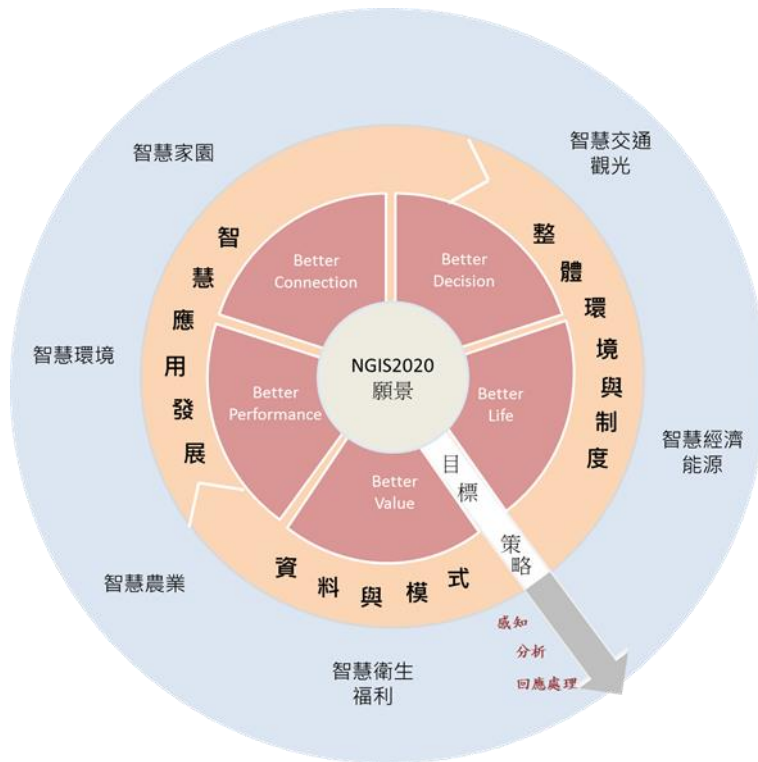 智慧家園
智慧交通
觀光
智慧環境
智慧經濟
能源
智慧農業
智慧衛生
福利
智慧應用發展
整體環境與制度
資料與模式
Better
Connection
Better
Decision
Better
Performance
Better
Life
Better
Value
NGIS2020
願景
目標
策略
感知
分析
回應處理